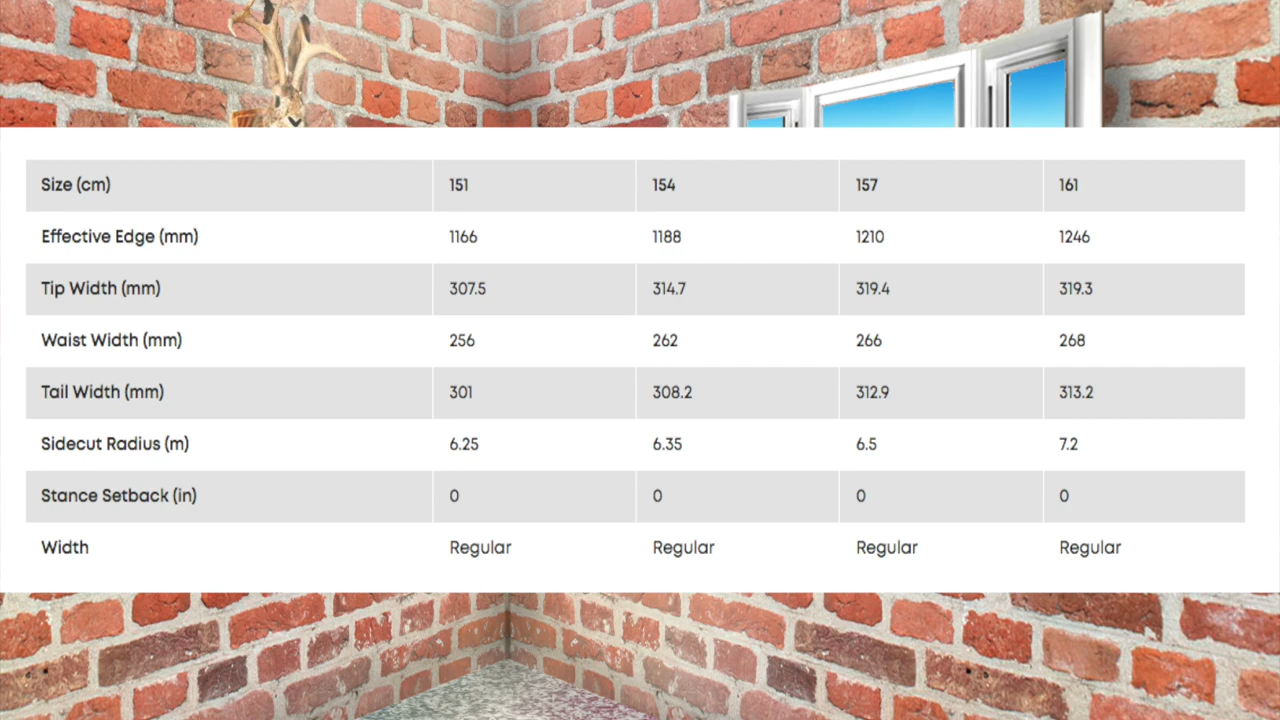 Size (cm) 151 154 157 161
Effective Edge (mm) 1166 1188 1210 1246
Tip Width (mm) 307.5 314.7 319.4 319.3
Waist Width (mm) 256 262 266 268
Tail Width (mm) 301 308.2 312.9 313.2
Sidecut Radius (m) 6.25 6.35 6.5 7.2
Stance Setback (in) 0 0 0 0
Width Regular Regular Regular Regular